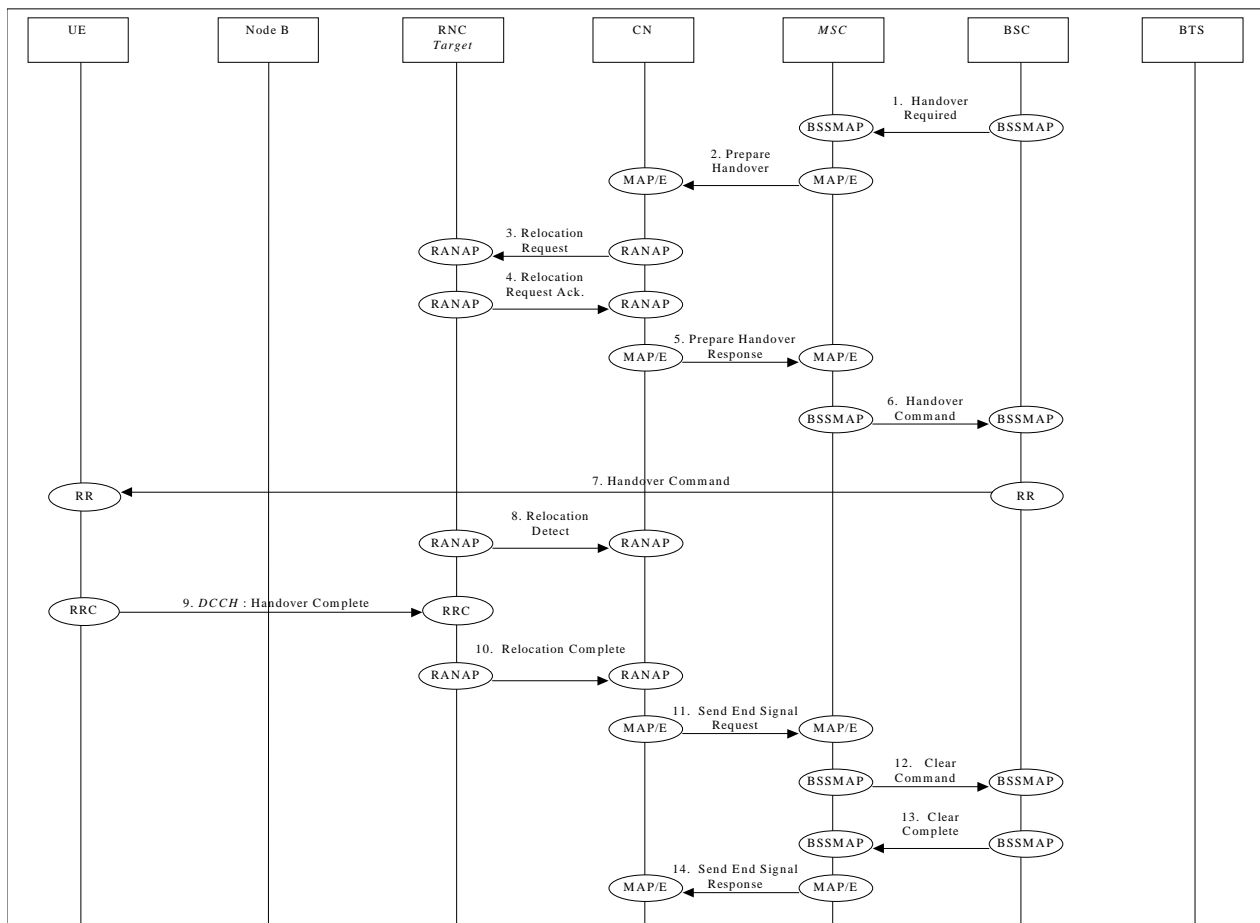 UE
Node B
RNC
Target
CN
MSC
BSC
BTS
1. Handover
Required
BSSMAP
BSSMAP
2. Prepare
Handover
MAP/E
MAP/E
3. Relocation
Request
RANAP
RANAP
4. Relocation
Request Ack.
RANAP
RANAP
5. Prepare Handover
Response
MAP/E
MAP/E
6. Handover
Command
BSSMAP
BSSMAP
7. Handover Command
RR
RR
8. Relocation
Detect
RANAP
RANAP
9. DCCH : Handover Complete
RRC
RRC
10. Relocation Complete
RANAP
RANAP
11. Send End Signal
Request
MAP/E
MAP/E
12. Clear
Command
BSSMAP
BSSMAP
13. Clear
Complete
BSSMAP
BSSMAP
14. Send End Signal
Response
MAP/E
MAP/E